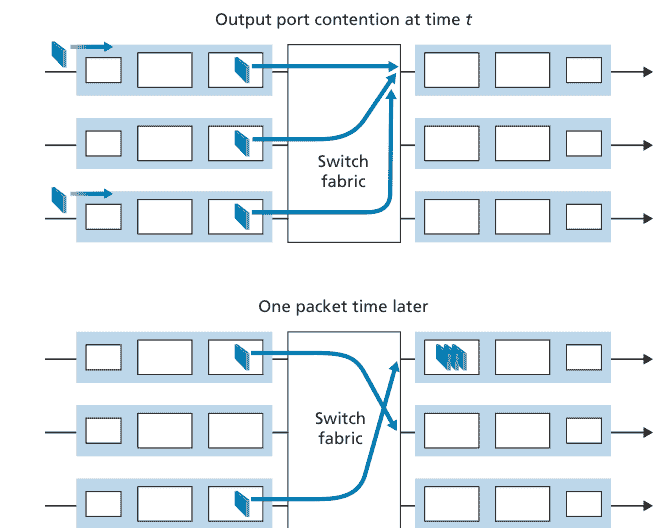 Output port contention at time t
Switch
fabric
One packet time later
Switch
fabric